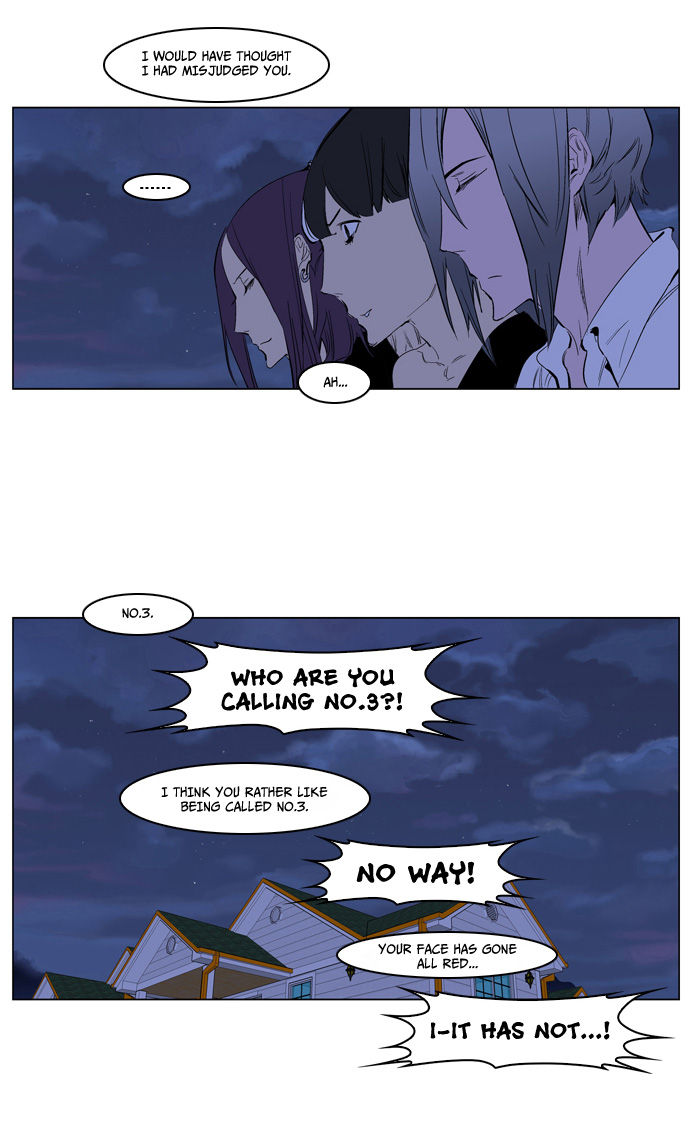 I WOULD HAVE THOUGHT
I HAD MISJUDGED YOU.
------
AH...
NO.3.
WHO ARE YOU
CALLING NO.3?!
I THINK YOU RATHER LIKE
BEING CALLED NO.3.
NO WAY!
YOUR FACE HAS GONE
ALL RED...
I-IT HAS NOT...!